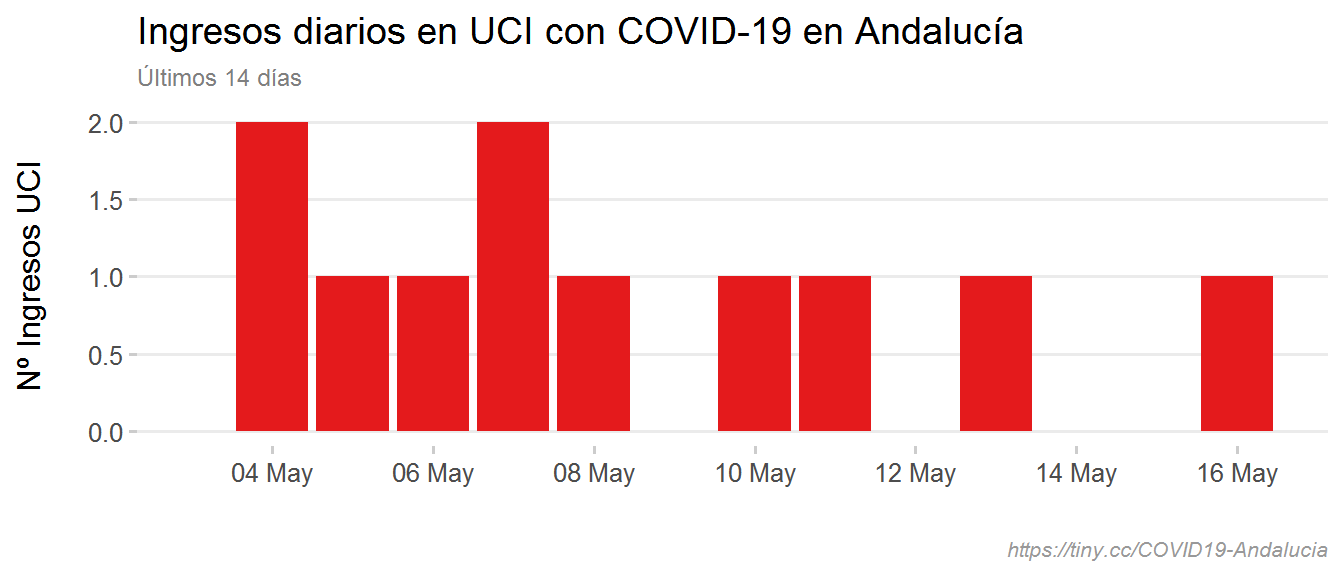 Ingresos diarios en UCI con COVID-19 en Andalucía
Últimos 14 días
Nº Ingresos UCI
2.0
1.5
1.0
0.5
0.0
04 May 06 May 08 May 10 May 12 May 14 May 16 May
https://tiny.cc/COVID19-Andalucia